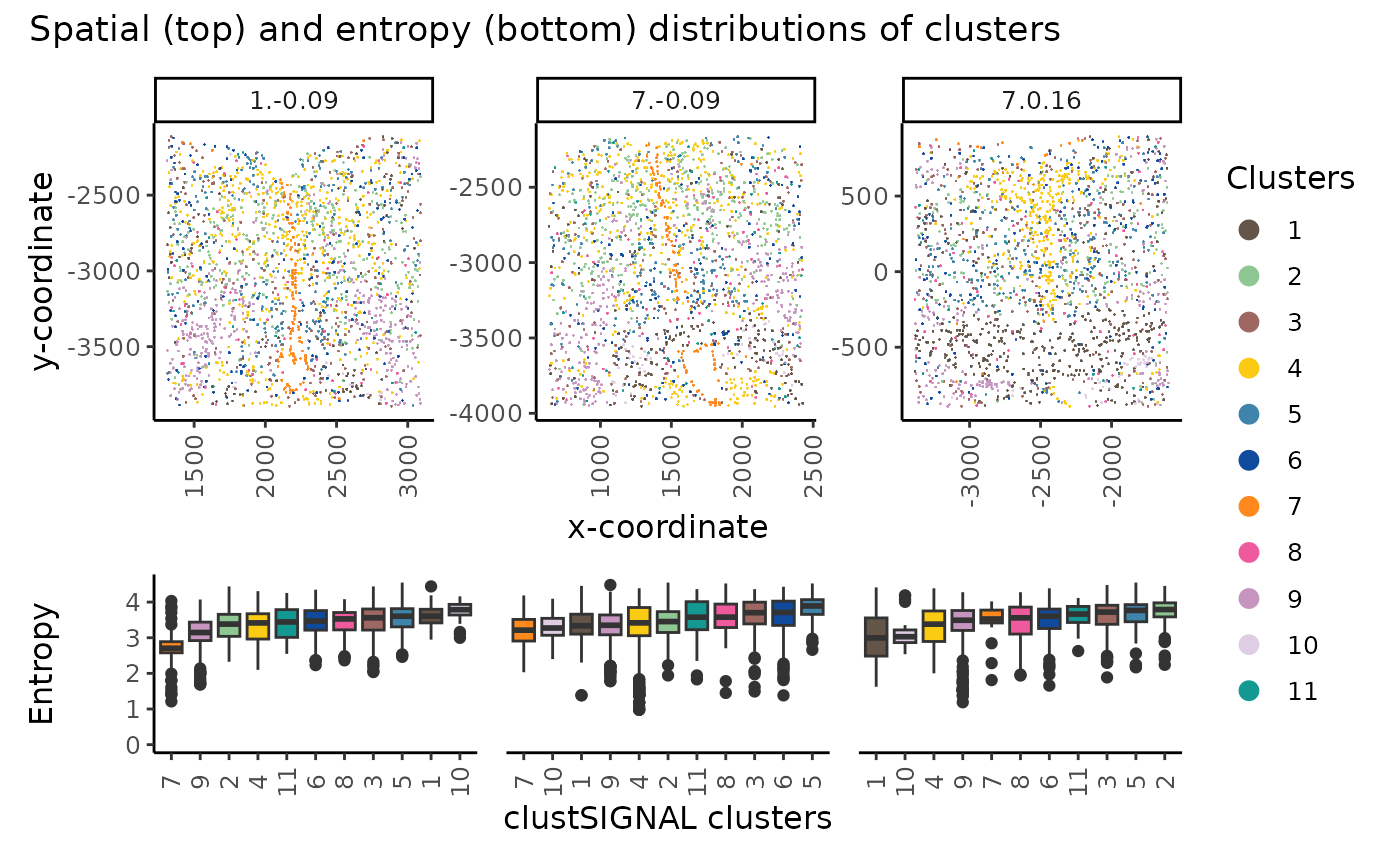 Spatial (top) and entropy (bottom) distributions of clusters
1.-0.09
7.-0.09
7.0.16
y-coordinate
-2500
-3000
-3500
-2500
-3000
-3500
-4000
500
0
-500
1500 2000 2500 3000
1000 1500 2000 2500
-3000 -2500 -2000
x-coordinate
Clusters
1
2
3
4
5
6
7
8
9
10
11
Entropy
4
3
2
1
0
7 9 2 4 11 6 8 3 5 1 10
7 10 1 9 4 2 11 8 3 6 5
1 10 4 9 7 8 6 11 3 5 2
clustSIGNAL clusters